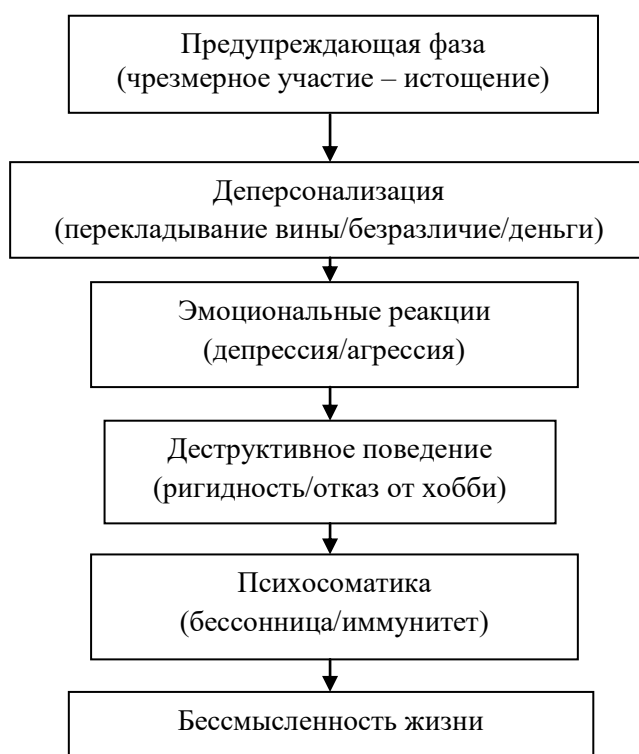 Предупреждающая фаза
(чрезмерное участие – истощение)
Деперсонализация
(перекладывание вины/безразличие/деньги)
Эмоциональные реакции
(депрессия/агрессия)
Деструктивное поведение
(ригидность/отказ от хобби)
Психосоматика
(бессонница/иммунитет)
Бессмысленность жизни